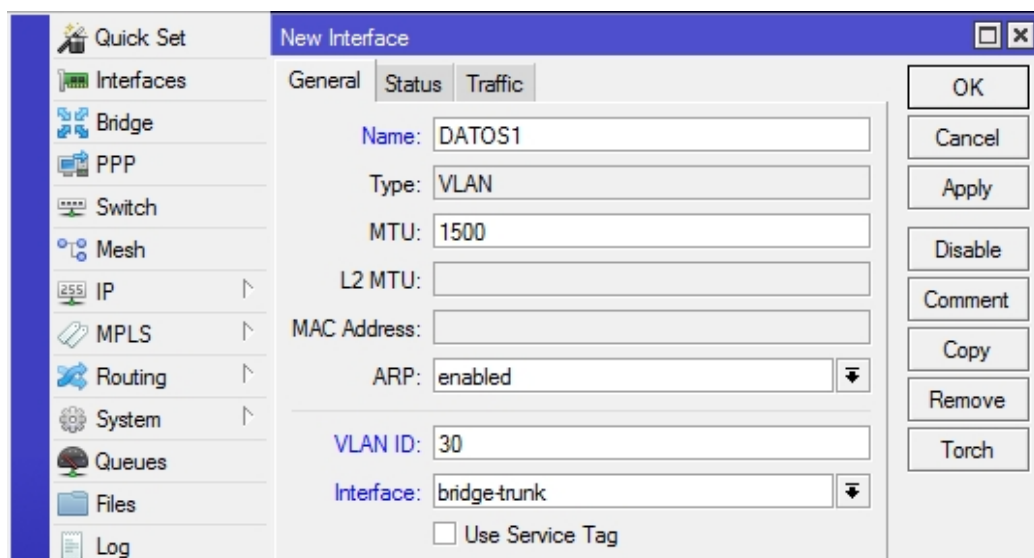 Quick Set
Interfaces
Bridge
PPP
Switch
Mesh
255 IP
MPLS
Routing
System
Queues
Files
Log
New Interface
General Status Traffic
Name: DATOS1
Type: VLAN
MTU: 1500
L2 MTU:
MAC Address:
ARP: enabled
VLAN ID: 30
Interface: bridge-trunk
Use Service Tag
OK
Cancel
Apply
Disable
Comment
Copy
Remove
Torch